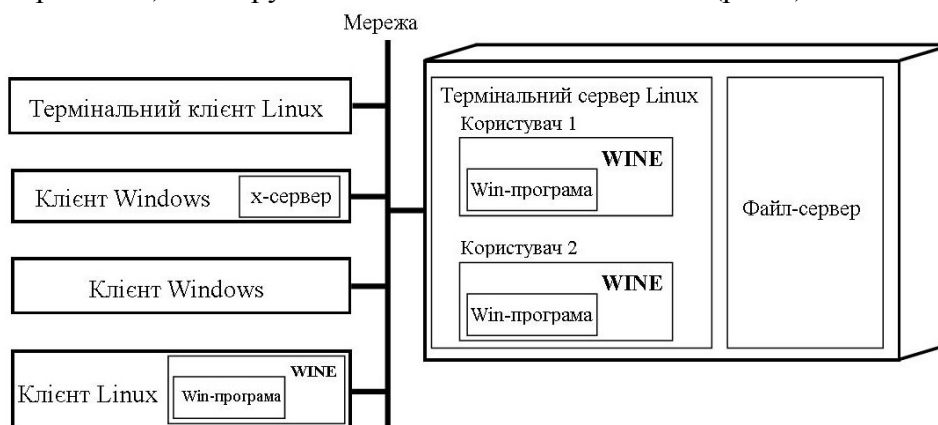 Мережа
Термінальний клієнт Linux
Клієнт Windows
х-сервер
Клієнт Windows
Клієнт Linux
WINE
Win-програма
Термінальний сервер Linux
Користувач 1
WINE
Win-програма
Користувач 2
WINE
Win-програма
Файл-сервер